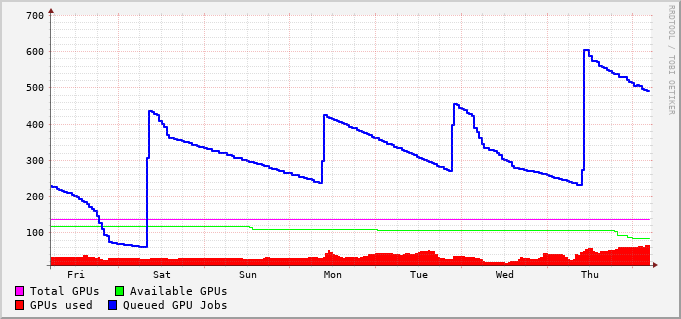 700
600
500
400
300
200
100
Fri Sat Sun Mon Tue Wed Thu
Total GPUs Available GPUs
GPUs used Queued GPU Jobs
RRDTOOL / TOBI OETIKER